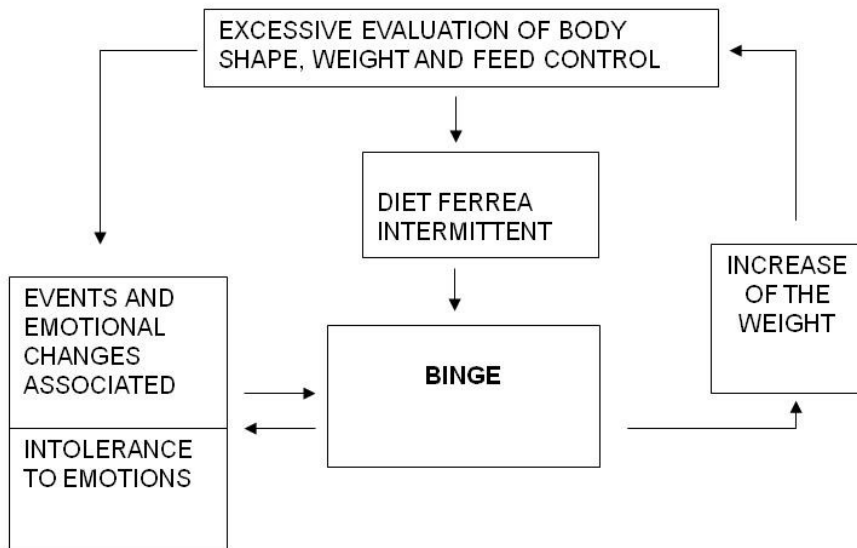 EXCESSIVE EVALUATION OF BODY
SHAPE, WEIGHT AND FEED CONTROL
DIET FERREA
INTERMITTENT
INCREASE
OF THE
WEIGHT
EVENTS AND
EMOTIONAL
CHANGES
ASSOCIATED
BINGE
INTOLERANCE
TO EMOTIONS